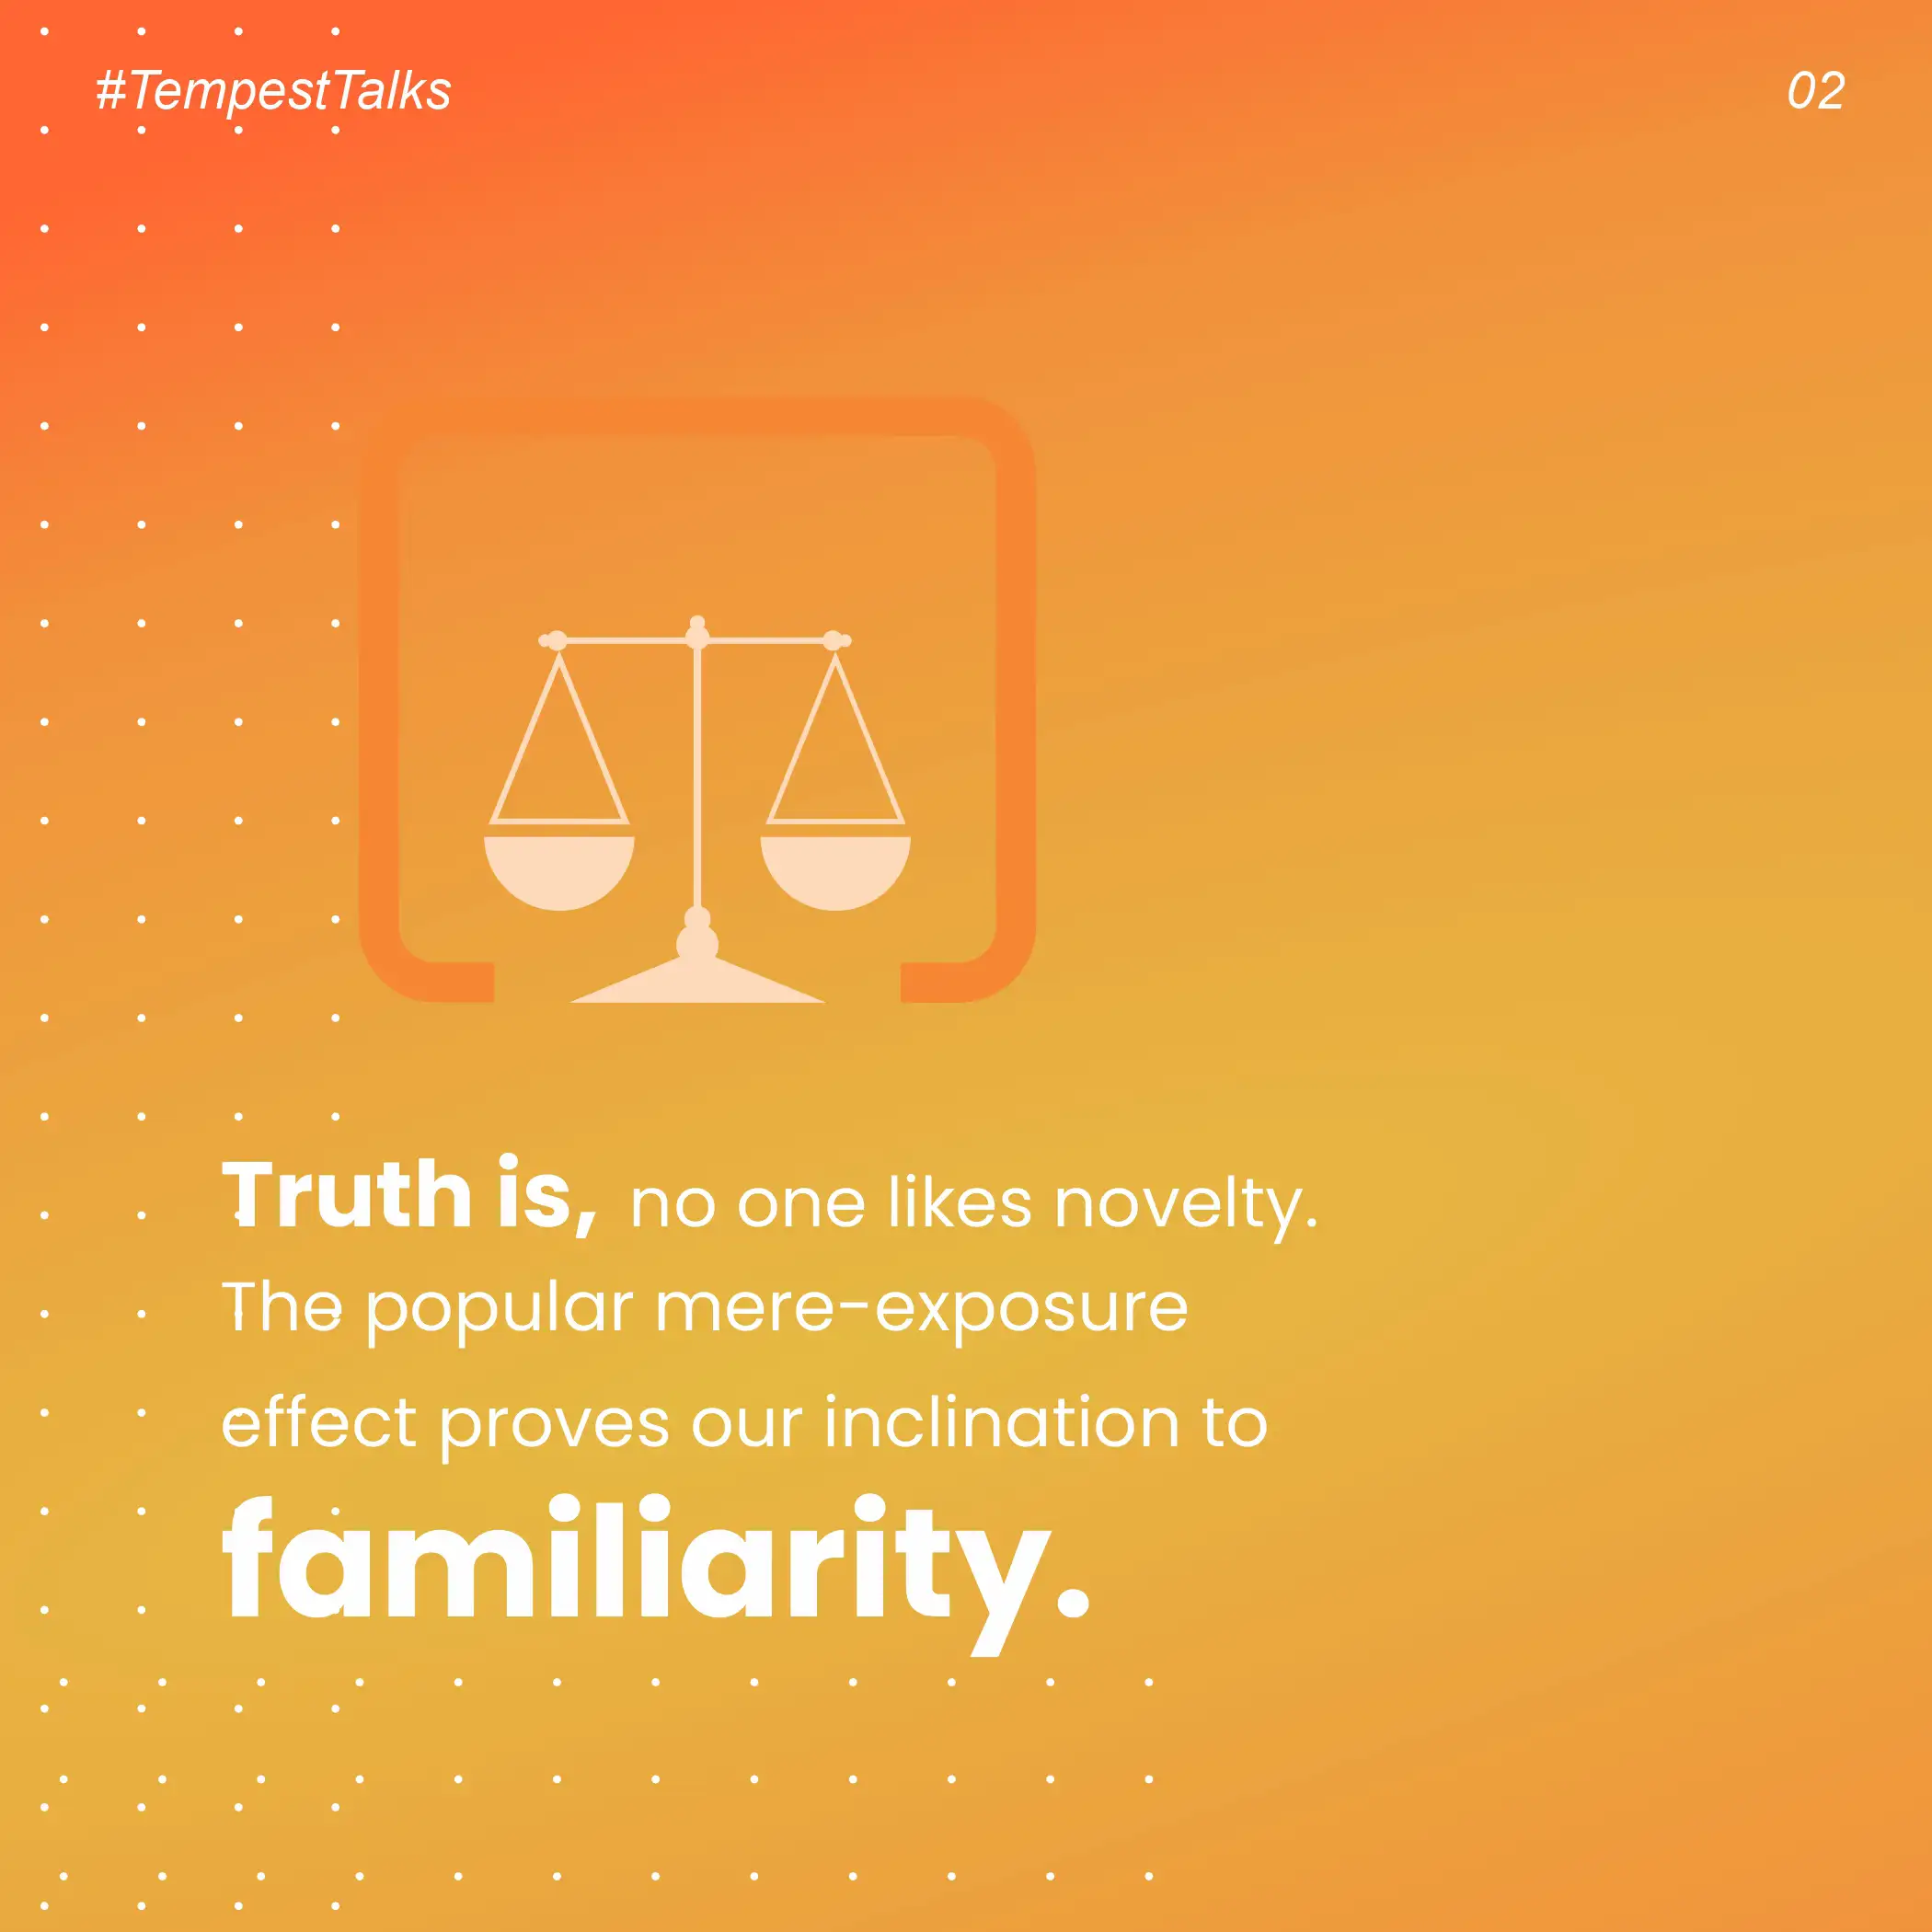 #TempestTalks
02
Truth is, no one likes novelty.
The popular mere-exposure
effect proves our inclination to
familiarity.